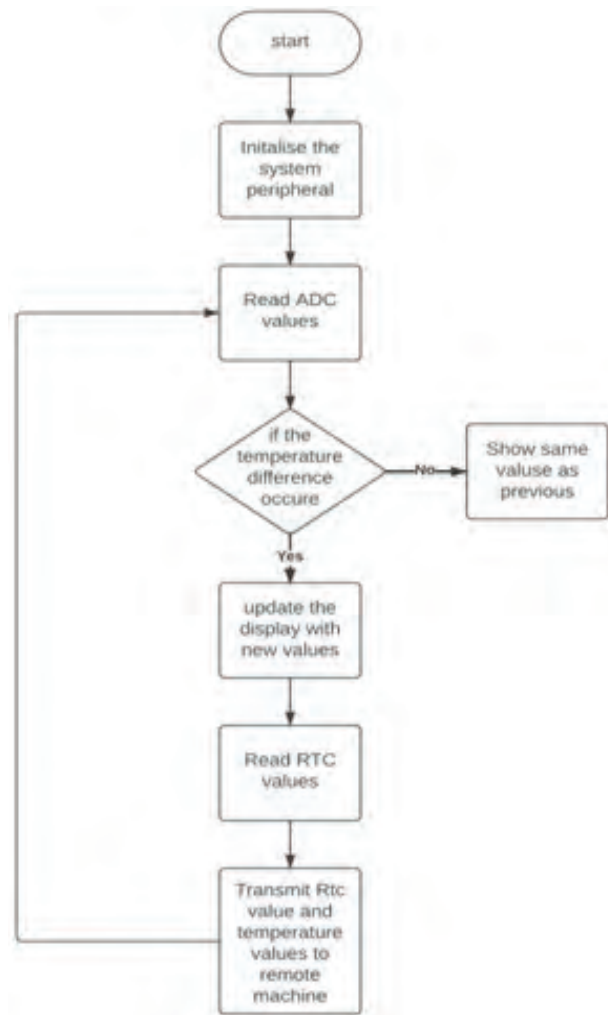 start
Initalise the
system
peripheral
Read ADC
values
if the
temperature
difference
occure
No
Show same
valuse as
previous
Yes
update the
display with
new values
Read RTC
values
Transmit Rtc
value and
temperature
values to
remote
machine